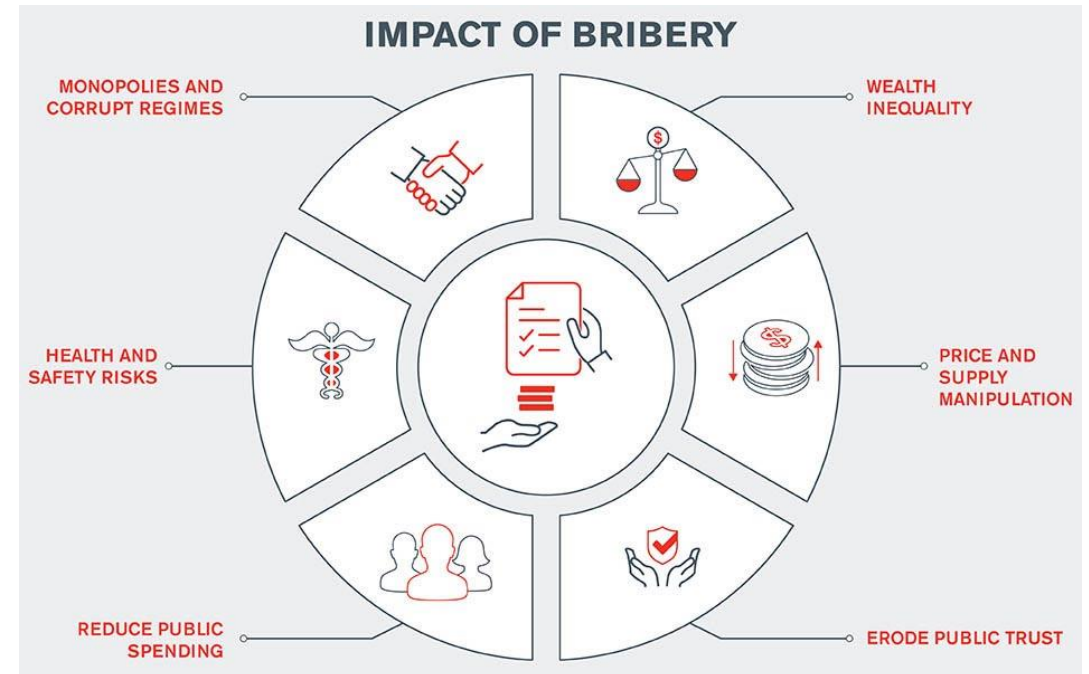 IMPACT OF BRIBERY
MONOPOLIES AND
CORRUPT REGIMES
WEALTH
INEQUALITY
HEALTH AND
SAFETY RISKS
PRICE AND
SUPPLY
MANIPULATION
REDUCE PUBLIC
SPENDING
ERODE PUBLIC TRUST
$
$